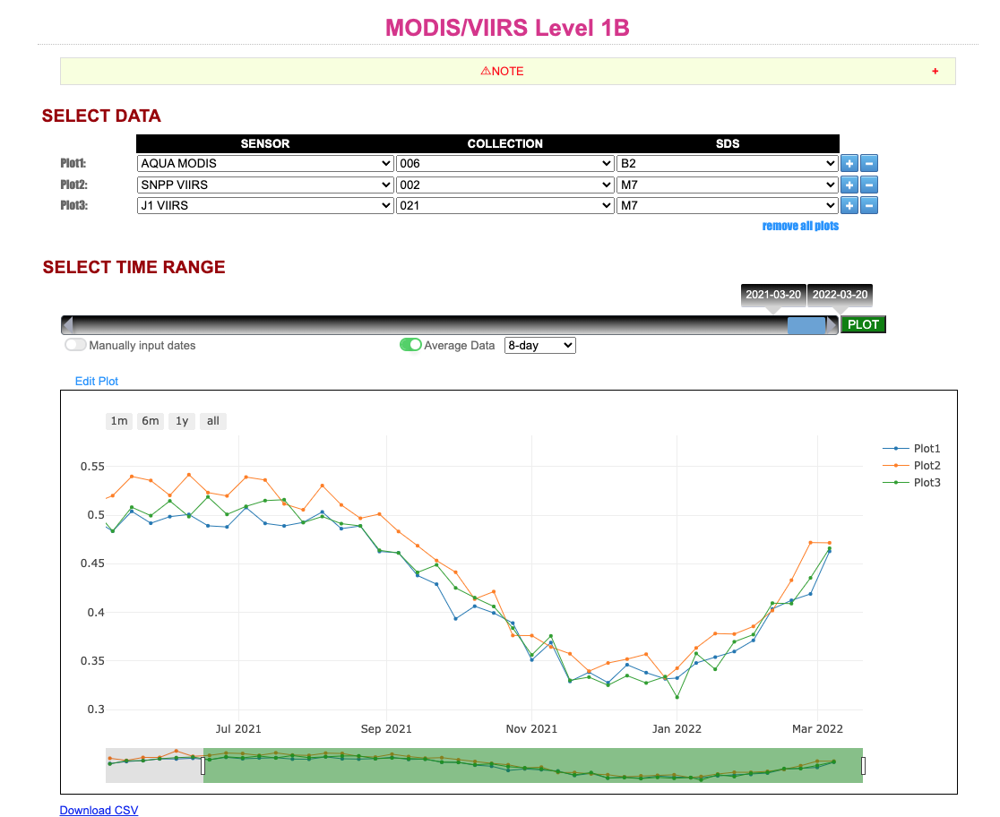 MODIS/VIIRS Level 1B
⚠NOTE +
SELECT DATA
SENSOR COLLECTION SDS
Plot1: AQUA MODIS 006 B2 + −
Plot2: SNPP VIIRS 002 M7 + −
Plot3: J1 VIIRS 021 M7 + −
remove all plots
SELECT TIME RANGE
2021-03-20 2022-03-20
PLOT
Manually input dates Average Data 8-day
Edit Plot
1m 6m 1y all
Plot1
Plot2
Plot3
0.55
0.5
0.45
0.4
0.35
0.3
Jul 2021 Sep 2021 Nov 2021 Jan 2022 Mar 2022
Download CSV